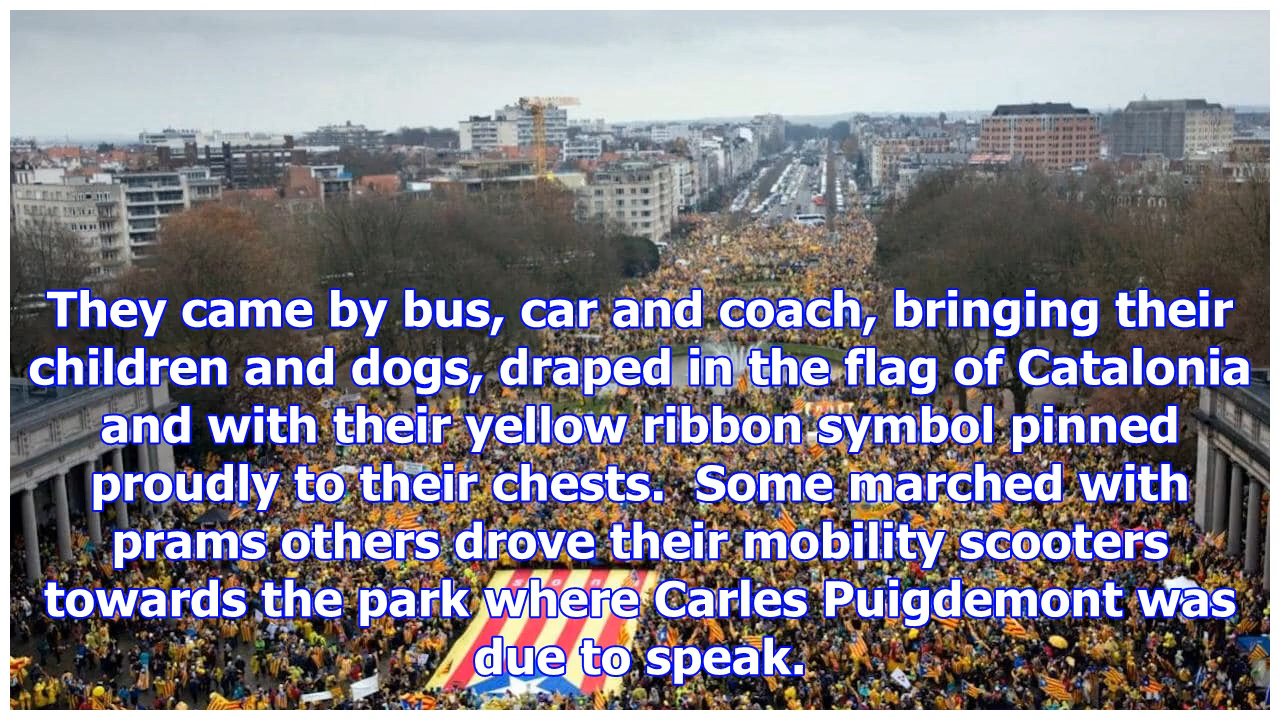 They came by bus, car and coach, bringing their
children and dogs, draped in the flag of Catalonia
and with their yellow ribbon symbol pinned
proudly to their chests.  Some marched with
prams others drove their mobility scooters
towards the park where Carles Puigdemont was
due to speak.